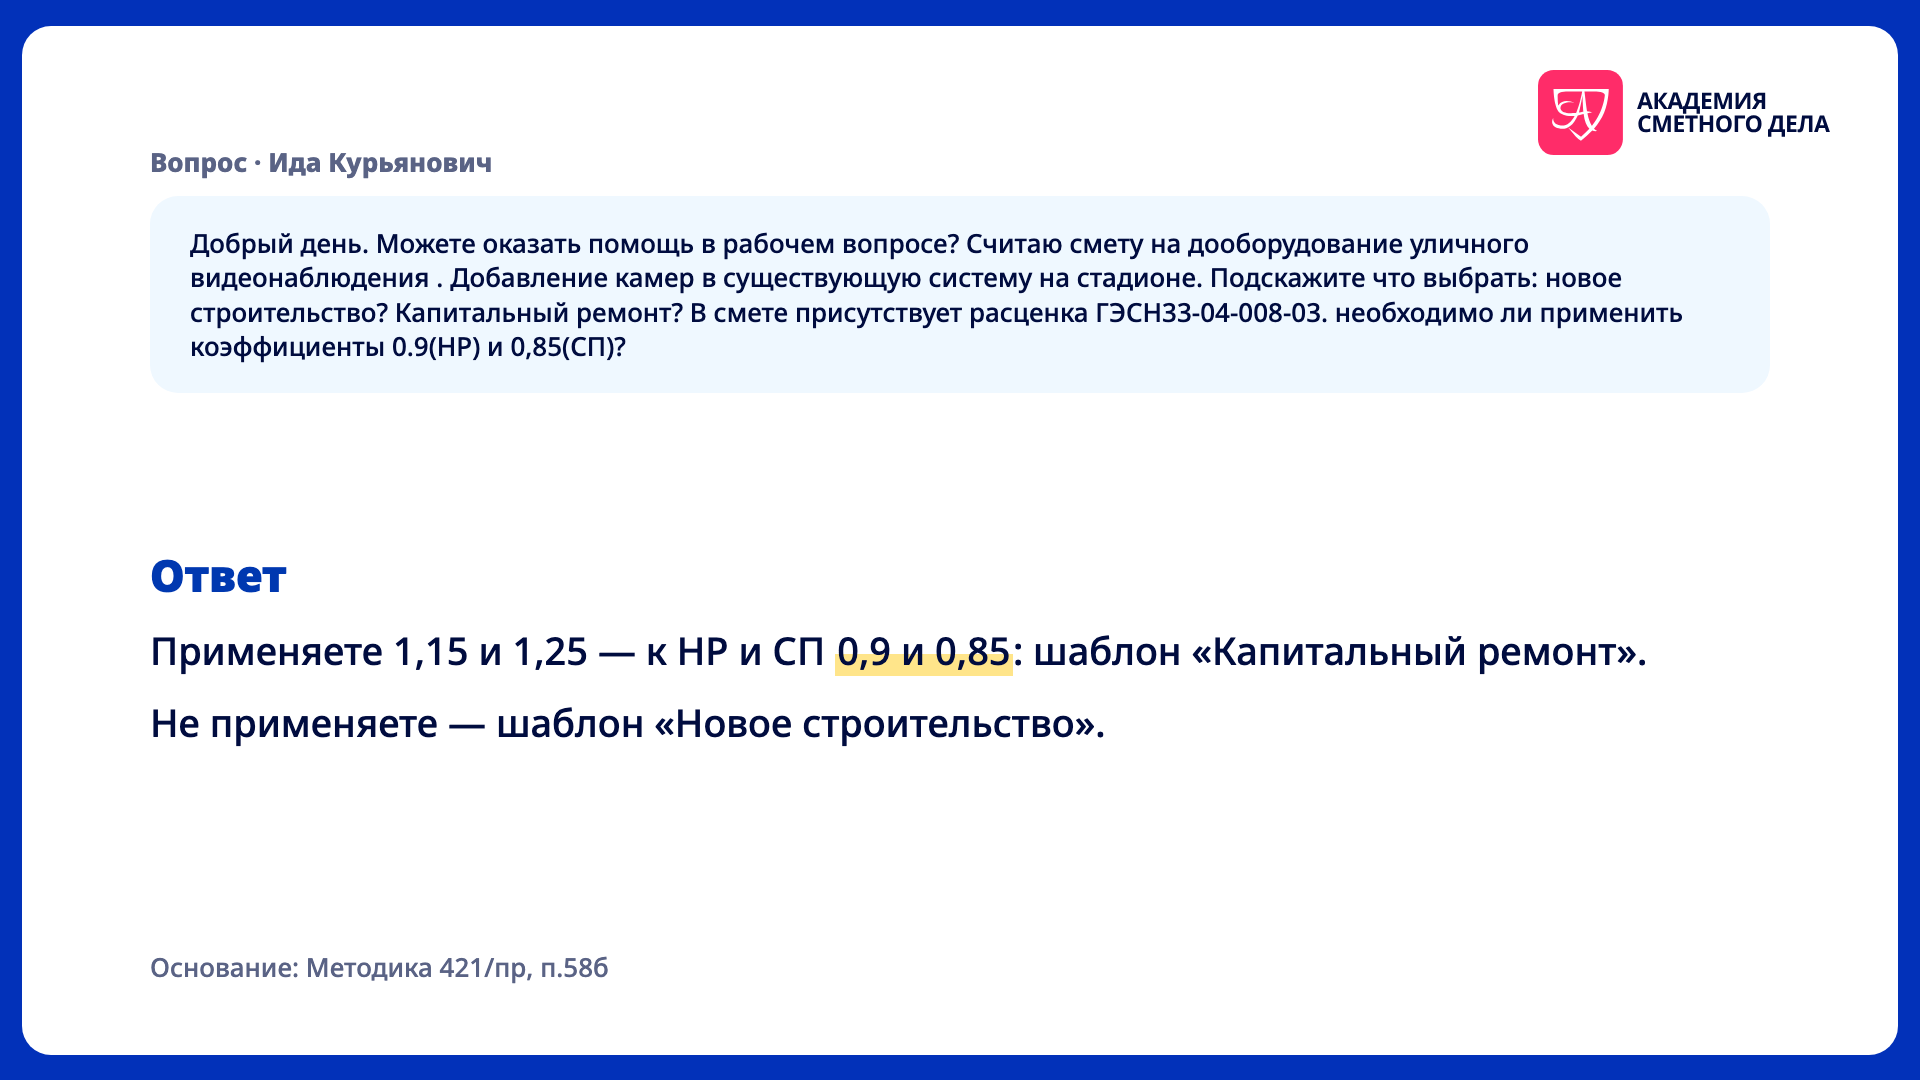 АКАДЕМИЯ
СМЕТНОГО ДЕЛА
Вопрос · Ида Курьянович
Добрый день. Можете оказать помощь в рабочем вопросе? Считаю смету на дооборудование уличного
видеонаблюдения . Добавление камер в существующую систему на стадионе. Подскажите что выбрать: новое
строительство? Капитальный ремонт? В смете присутствует расценка ГЭСН33-04-008-03. необходимо ли применить
коэффициенты 0.9(НР) и 0,85(СП)?
Ответ
Применяете 1,15 и 1,25 — к НР и СП 0,9 и 0,85: шаблон «Капитальный ремонт».
Не применяете — шаблон «Новое строительство».
Основание: Методика 421/пр, п.58б